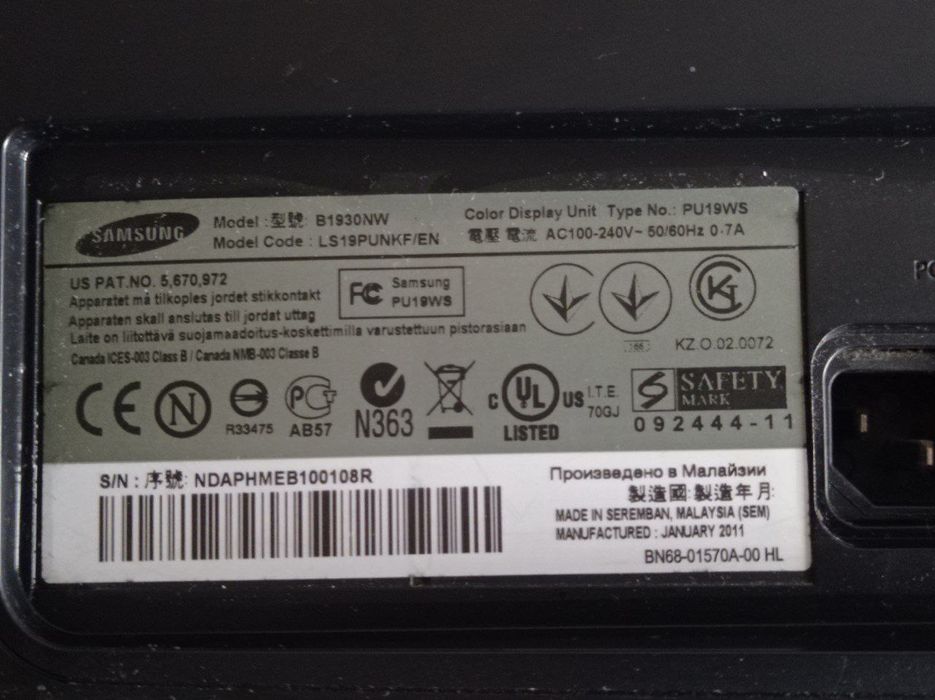 SAMSUNG
Model : 型號 B1930NW
Model Code : LS19PUNKF/EN
Color Display Unit Type No.: PU19WS
電壓 電流 AC100-240V~ 50/60Hz 0.7A
US PAT.NO. 5,670,972
Apparatet må tilkoples jordet stikkontakt
Apparaten skall anslutas till jordat uttag
Laite on liitettävä suojamaadoitus-koskettimilla varustettuun pistorasiaan
Canada ICES-003 Class B / Canada NMB-003 Classe B
FC Samsung
PU19WS
KZ.O.02.0072
CE
N
R33475
AB57
N363
C UL US
LISTED
I.T.E.
70GJ
S SAFETY
MARK
092444-11
S/N : 序號: NDAPHMEB100108R
Произведено в Малайзии
製造國:製造年月:
MADE IN SEREMBAN, MALAYSIA (SEM)
MANUFACTURED : JANUARY 2011
BN68-01570A-00 HL
PO